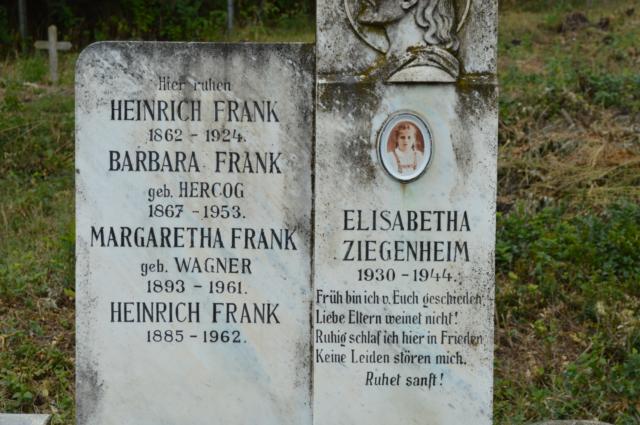 Hier ruhen
HEINRICH FRANK
1862 - 1924.
BARBARA FRANK
geb. HERCOG
1867 - 1953.
MARGARETHA FRANK
geb. WAGNER
1893 - 1961.
HEINRICH FRANK
1885 - 1962.
ELISABETHA
ZIEGENHEIM
1930 - 1944.
Früh bin ich v. Euch geschieden
Liebe Eltern weinet nicht!
Ruhig schlaf ich hier in Frieden
Keine Leiden stören mich.
Ruhet sanft!